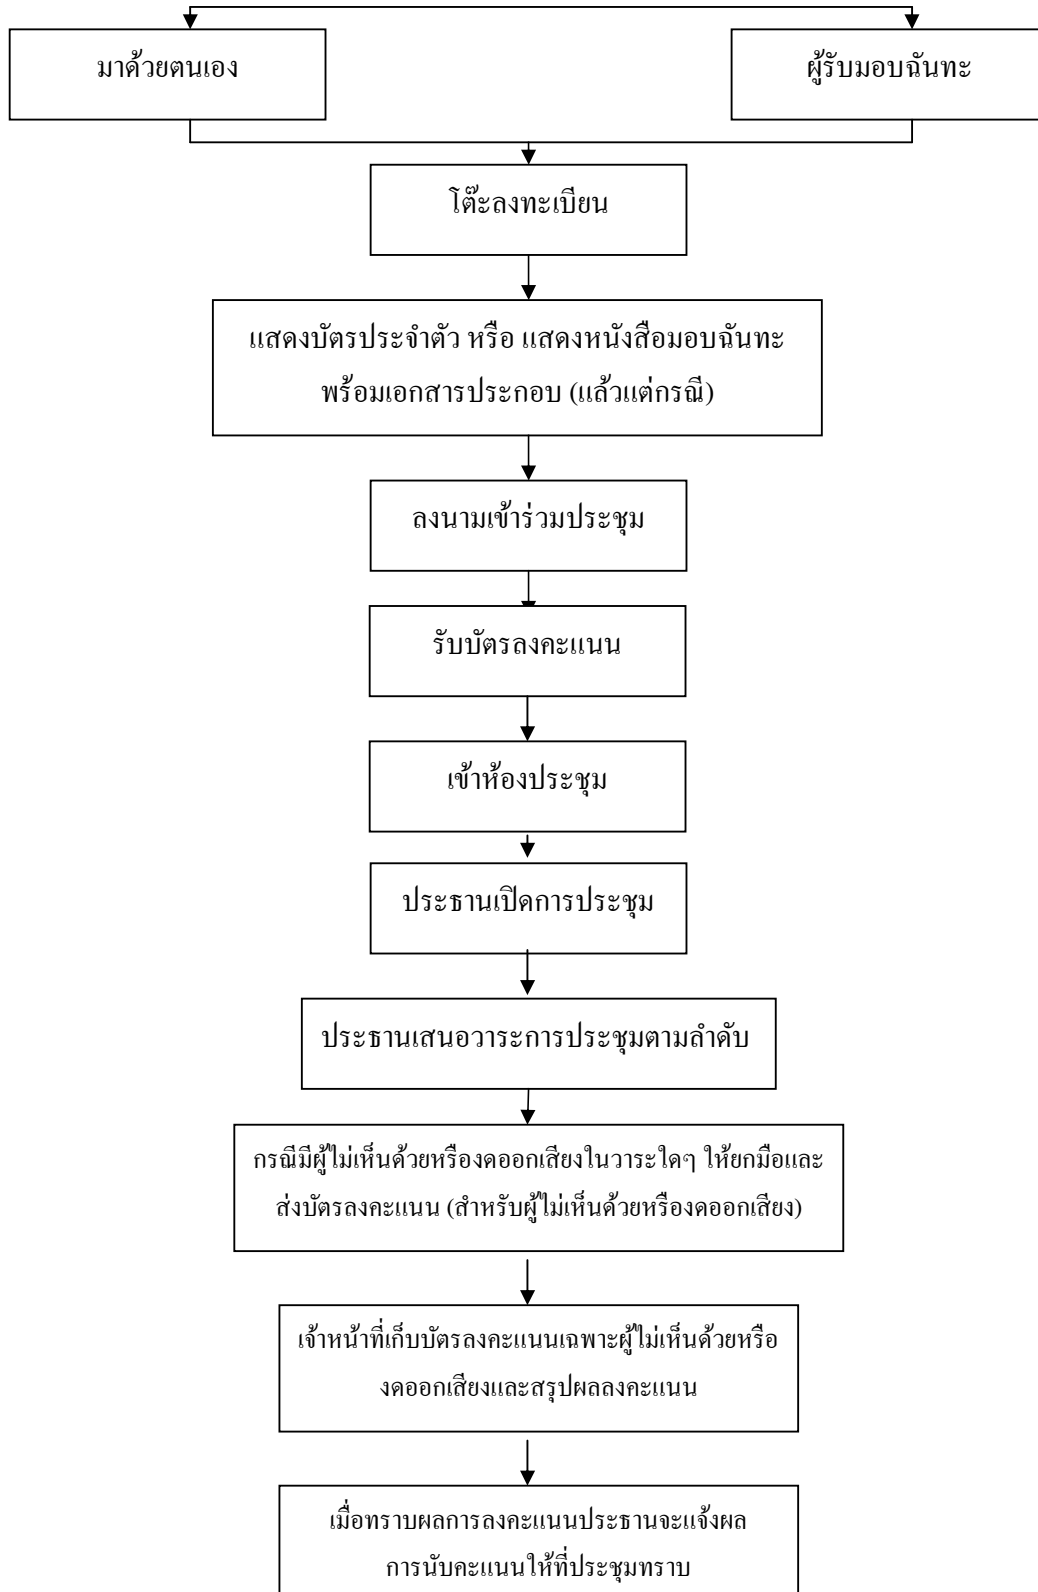 มาด้วยตนเอง
ผู้รับมอบฉันทะ
โต๊ะลงทะเบียน
แสดงบัตรประจำตัว หรือ แสดงหนังสือมอบฉันทะ
พร้อมเอกสารประกอบ (แล้วแต่กรณี)
ลงนามเข้าร่วมประชุม
รับบัตรลงคะแนน
เข้าห้องประชุม
ประธานเปิดการประชุม
ประธานเสนอวาระการประชุมตามลำดับ
กรณีมีผู้ไม่เห็นด้วยหรืองดออกเสียงในวาระใดๆ ให้ยกมือและ
ส่งบัตรลงคะแนน (สำหรับผู้ไม่เห็นด้วยหรืองดออกเสียง)
เจ้าหน้าที่เก็บบัตรลงคะแนนเฉพาะผู้ไม่เห็นด้วยหรือ
งดออกเสียงและสรุปผลลงคะแนน
เมื่อทราบผลการลงคะแนนประธานจะแจ้งผล
การนับคะแนนให้ที่ประชุมทราบ